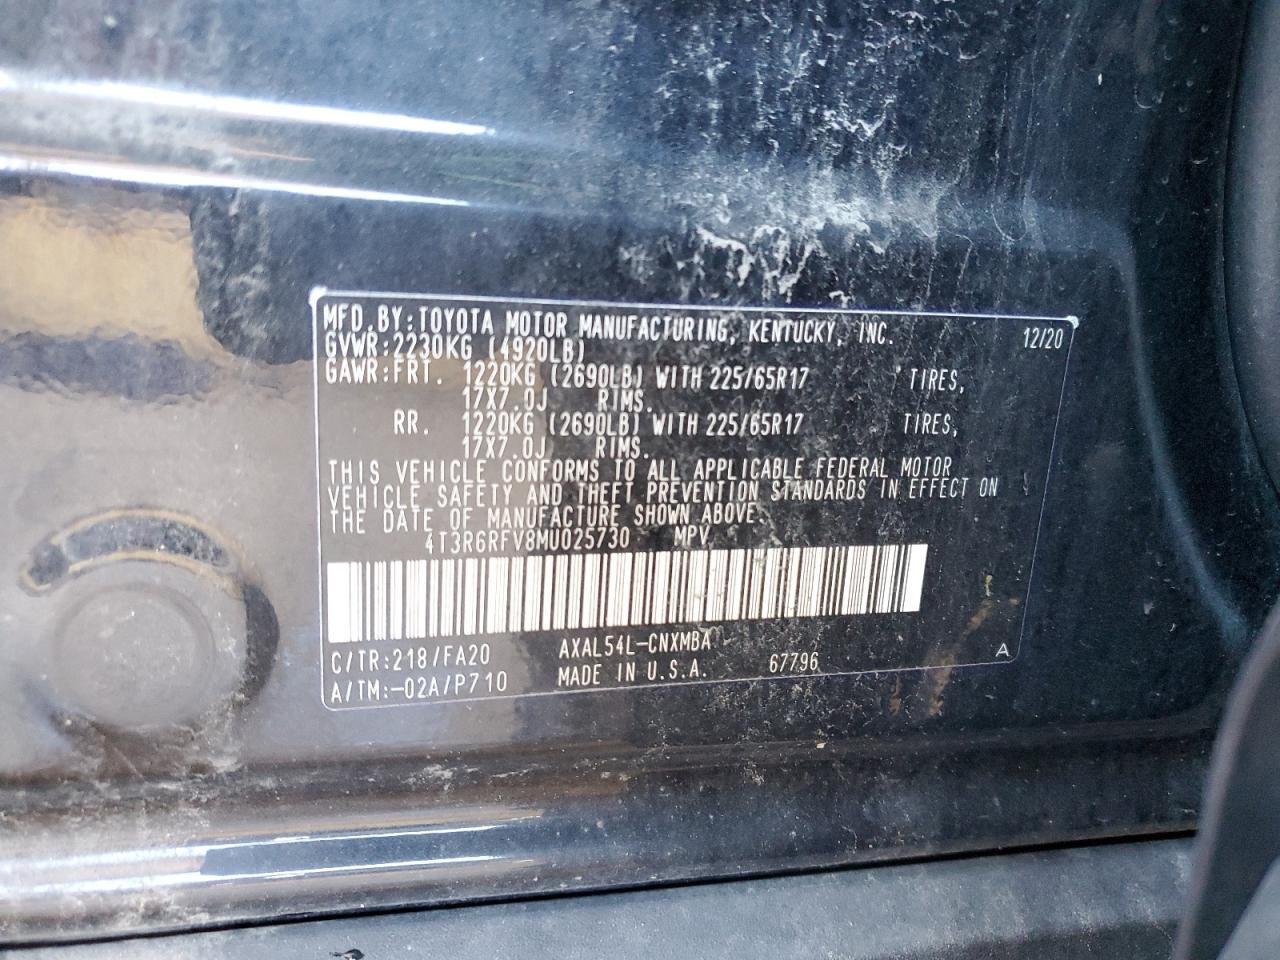 MFD. BY: TOYOTA MOTOR MANUFACTURING, KENTUCKY, INC. 12/20
GVWR: 2230KG (4920LB)
GAWR: FRT. 1220KG (2690LB) WITH 225/65R17 TIRES,
17X7.0J RIMS.
RR. 1220KG (2690LB) WITH 225/65R17 TIRES,
17X7.0J RIMS.
THIS VEHICLE CONFORMS TO ALL APPLICABLE FEDERAL MOTOR
VEHICLE SAFETY AND THEFT PREVENTION STANDARDS IN EFFECT ON
THE DATE OF MANUFACTURE SHOWN ABOVE.
4T3R6RFV8MU025730 MPV
C/TR: 218/FA20 AXAL54L-CNXMBA
A/TM: -02A/P710 MADE IN U.S.A. 67796 A